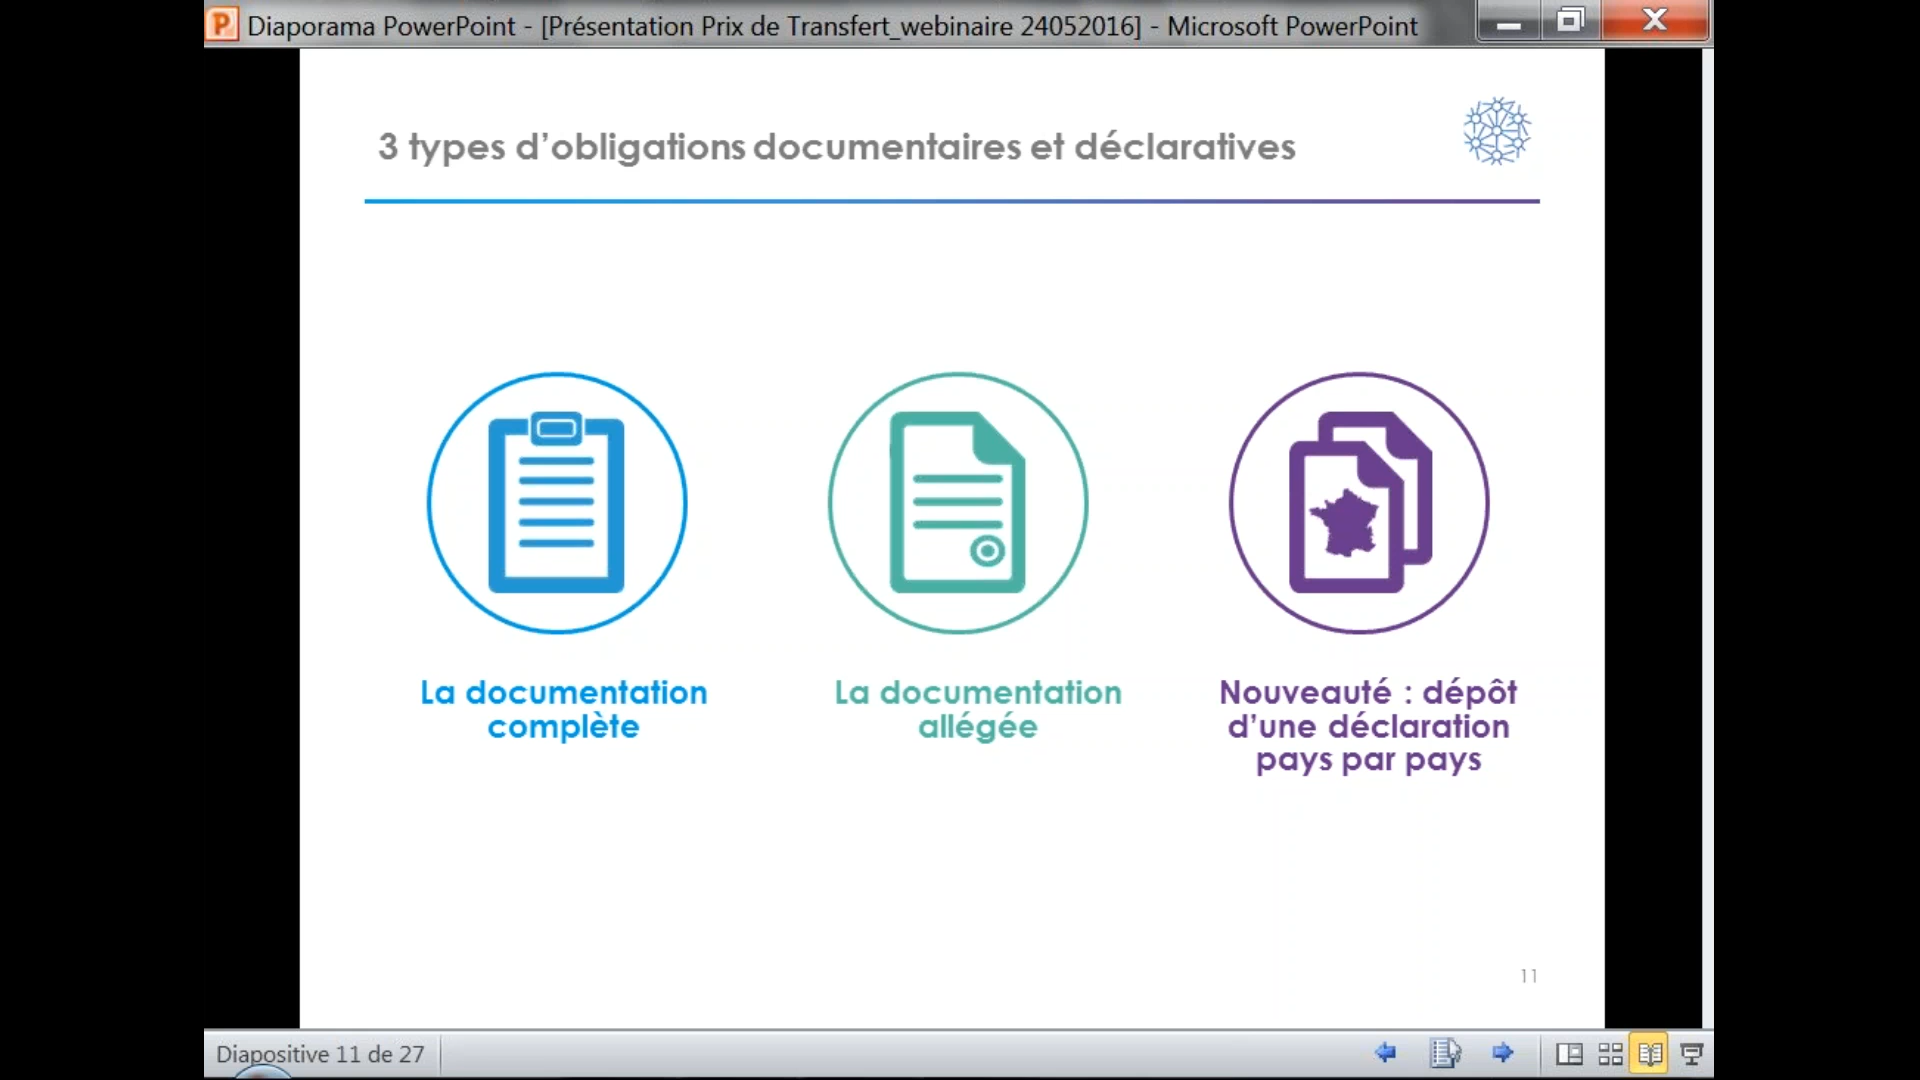 Diaporama PowerPoint - [Présentation Prix de Transfert_webinaire 24052016] - Microsoft PowerPoint
3 types d’obligations documentaires et déclaratives
La documentation
complète
La documentation
allégée
Nouveauté : dépôt
d’une déclaration
pays par pays
11
Diapositive 11 de 27